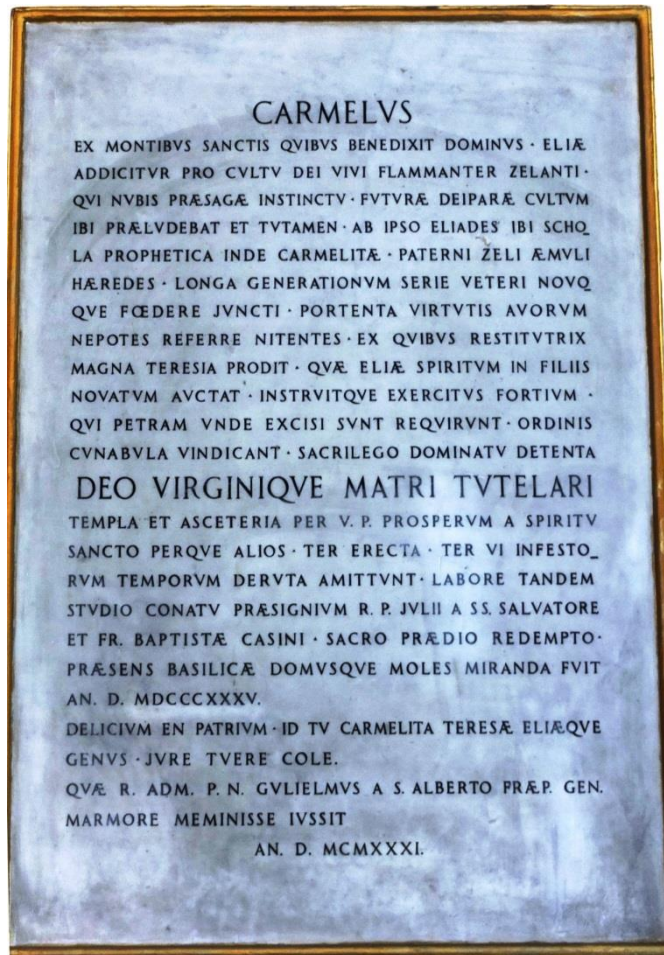 CARMELVS
EX MONTIBVS SANCTIS QVIBVS BENEDIXIT DOMINVS · ELIÆ
ADDICITVR PRO CVLTV DEI VIVI FLAMMANTER ZELANTI ·
QVI NVBIS PRÆSAGÆ INSTINCTV · FVTVRÆ DEIPARÆ CVLTVM
IBI PRÆLVDEBAT ET TVTAMEN · AB IPSO ELIADES IBI SCHO_
LA PROPHETICA INDE CARMELITÆ · PATERNI ZELI ÆMVLI
HÆREDES · LONGA GENERATIONVM SERIE VETERI NOVQ
QVE FŒDERE JVNCTI · PORTENTA VIRTVTIS AVORVM
NEPOTES REFERRE NITENTES · EX QVIBVS RESTITVTRIX
MAGNA TERESIA PRODIT · QVÆ ELIÆ SPIRITVM IN FILIIS
NOVATVM AVCTAT · INSTRVITQVE EXERCITVS FORTIVM ·
QVI PETRAM VNDE EXCISI SVNT REQVIRVNT · ORDINIS
CVNABVLA VINDICANT · SACRILEGO DOMINATV DETENTA
DEO VIRGINIQVE MATRI TVTELARI
TEMPLA ET ASCETERIA PER V. P. PROSPERVM A SPIRITV
SANCTO PERQVE ALIOS · TER ERECTA · TER VI INFESTO_
RVM TEMPORVM DERVTA AMITTVNT · LABORE TANDEM
STVDIO CONATV PRÆSIGNIVM R. P. JVLII A SS. SALVATORE
ET FR. BAPTISTÆ CASINI · SACRO PRÆDIO REDEMPTO ·
PRÆSENS BASILICÆ DOMVSQVE MOLES MIRANDA FVIT
AN. D. MDCCCXXXV.
DELICIVM EN PATRIVM · ID TV CARMELITA TERESÆ ELIÆQVE
GENVS · JVRE TVERE COLE.
QVÆ R. ADM. P. N. GVLIELMVS A S. ALBERTO PRÆP. GEN.
MARMORE MEMINISSE IVSSIT
AN. D. MCMXXXI.